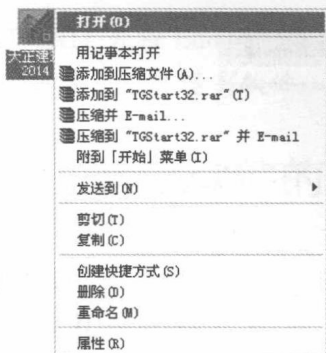 打开(O)
大正
2014
用记事本打开
添加到压缩文件(A)...
添加到 "TGStart32.rar"(T)
压缩并 E-mail...
压缩到 "TGStart32.rar" 并 E-mail
附到「开始」菜单(I)
发送到(N)
剪切(T)
复制(C)
创建快捷方式(S)
删除(D)
重命名(M)
属性(R)